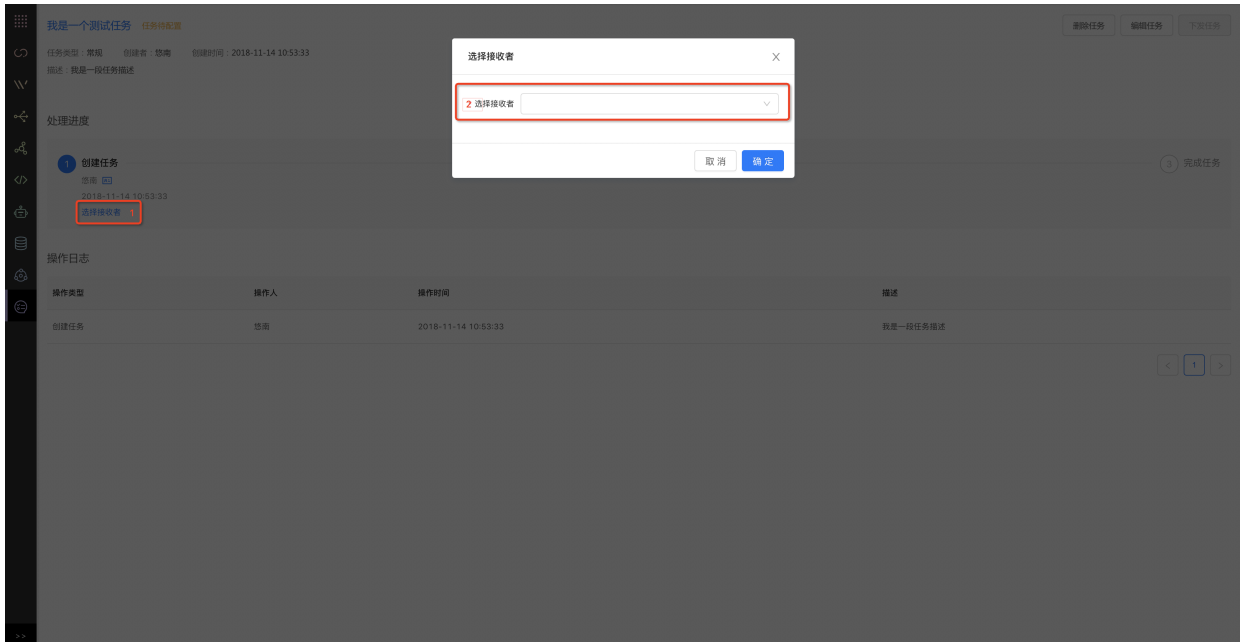 我是一个测试任务 任务待配置
删除任务 编辑任务 下发任务
任务类型：常规 创建者：悠南 创建时间：2018-11-14 10:53:33
描述：我是一段任务描述
选择接收者
2 选择接收者
取 消 确 定
处理进度
1 创建任务
3 完成任务
悠南
2018-11-14 10:53:33
选择接收者 1
操作日志
操作类型 操作人 操作时间 描述
创建任务 悠南 2018-11-14 10:53:33 我是一段任务描述
< 1 >
>>